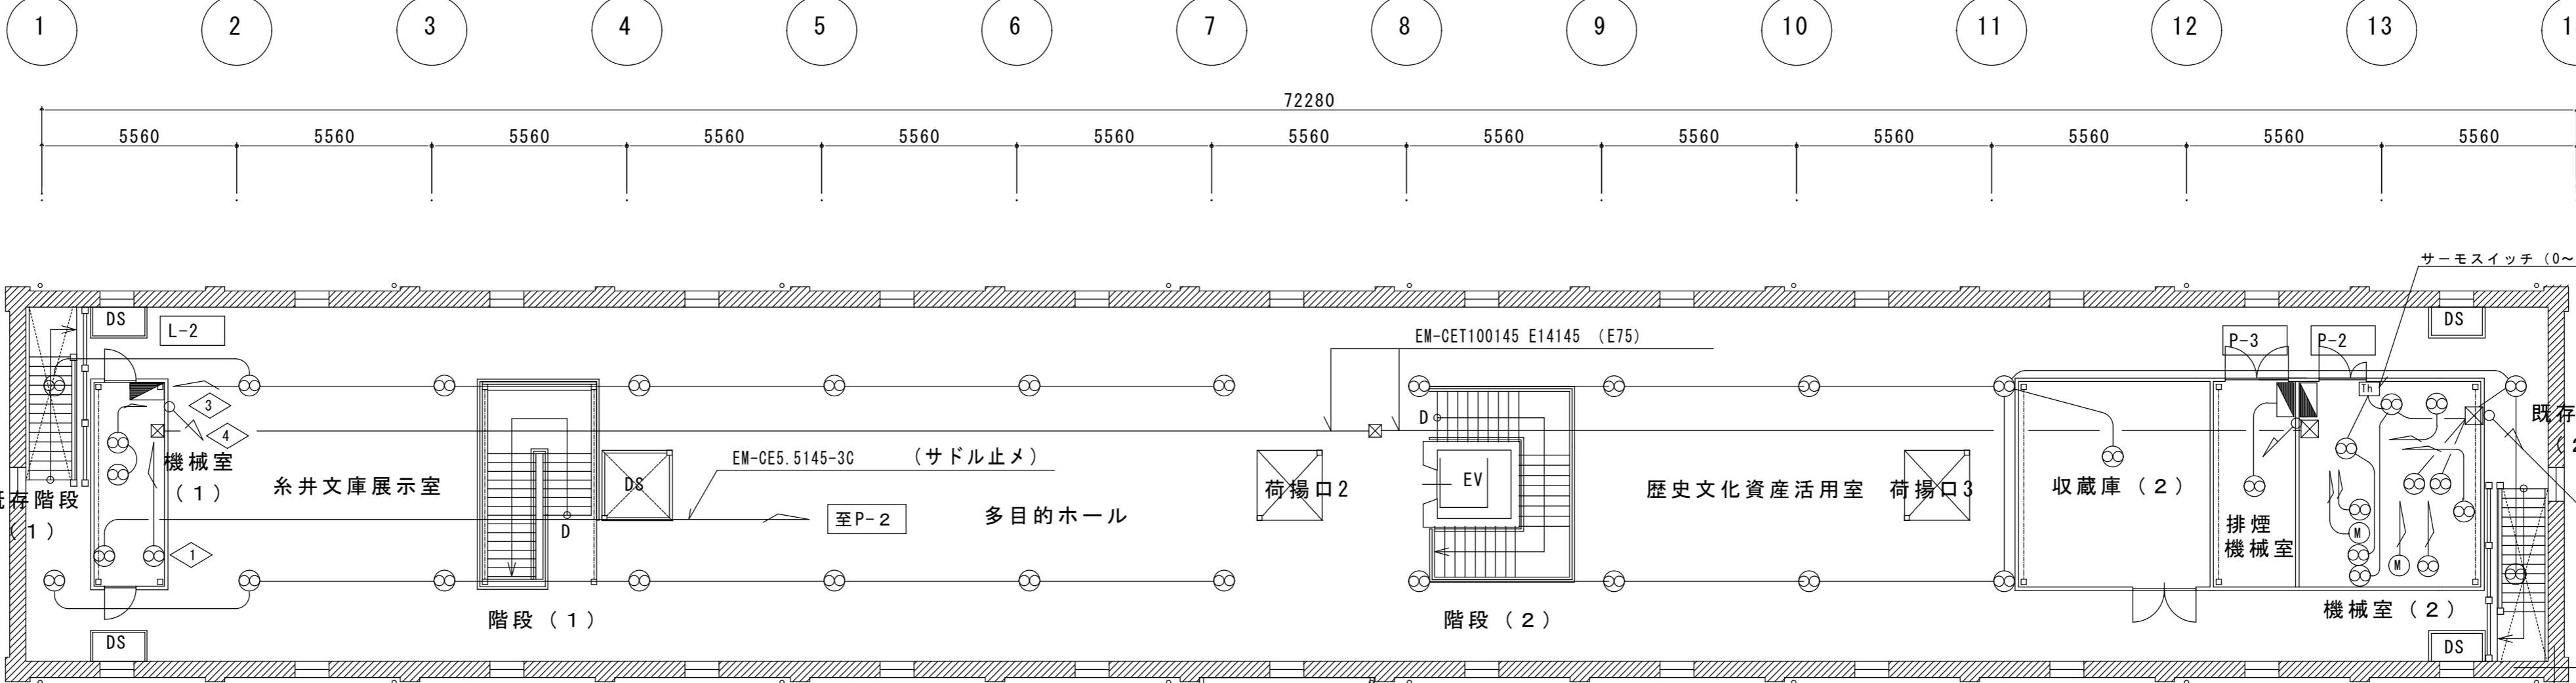 1 2 3 4 5 6 7 8 9 10 11 12 13 1
72280
5560 5560 5560 5560 5560 5560 5560 5560 5560 5560 5560 5560 5560
サーモスイッチ（0～
DS
L-2
EM-CET100145 E14145 （E75）
P-3
P-2
DS
Th
3
4
D
既存
機械室
（1）
EM-CE5.5145-3C （サドル止メ）
糸井文庫展示室
DS
荷揚口2
EV
歴史文化資産活用室
荷揚口3
収蔵庫（2）
既存階段
（1）
至P-2
多目的ホール
D
1
排煙
機械室
M
M
階段（1）
階段（2）
機械室（2）
DS
DS